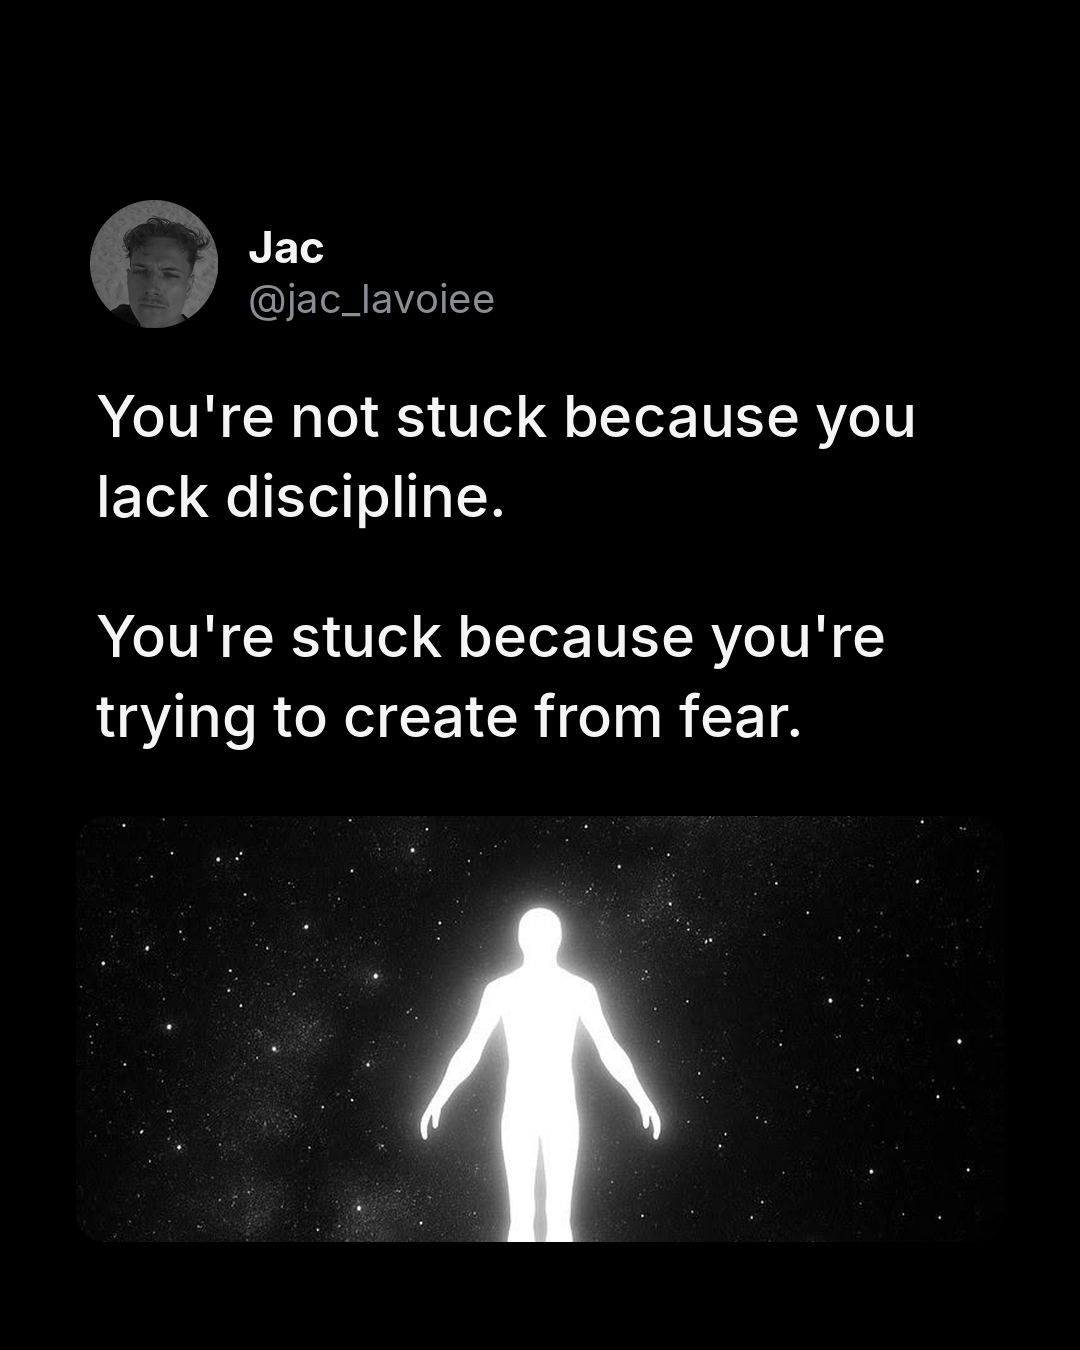 Jac
@jac_lavoiee
You're not stuck because you
lack discipline.
You're stuck because you're
trying to create from fear.